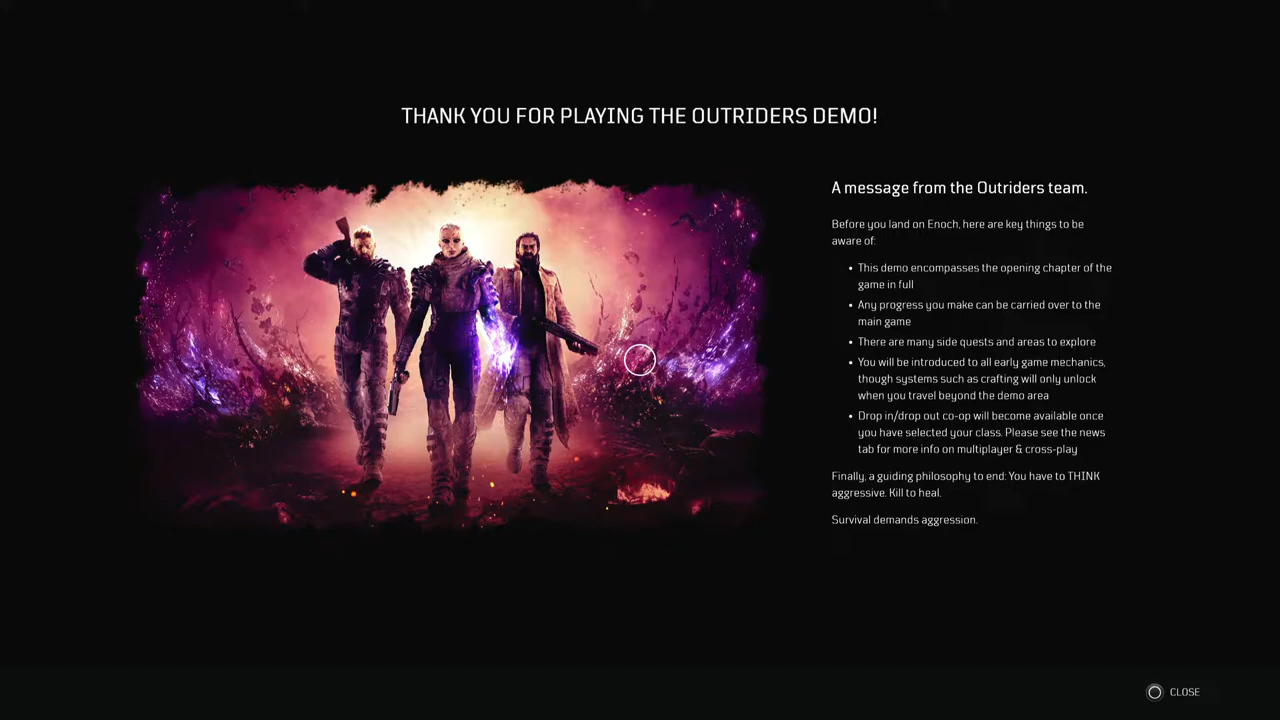 THANK YOU FOR PLAYING THE OUTRIDERS DEMO!
A message from the Outriders team.
Before you land on Enoch, here are key things to be
aware of:
• This demo encompasses the opening chapter of the
game in full
• Any progress you make can be carried over to the
main game
• There are many side quests and areas to explore
• You will be introduced to all early game mechanics,
though systems such as crafting will only unlock
when you travel beyond the demo area
• Drop in/drop out co-op will become available once
you have selected your class. Please see the news
tab for more info on multiplayer & cross-play
Finally, a guiding philosophy to end: You have to THINK
aggressive. Kill to heal.
Survival demands aggression.
CLOSE